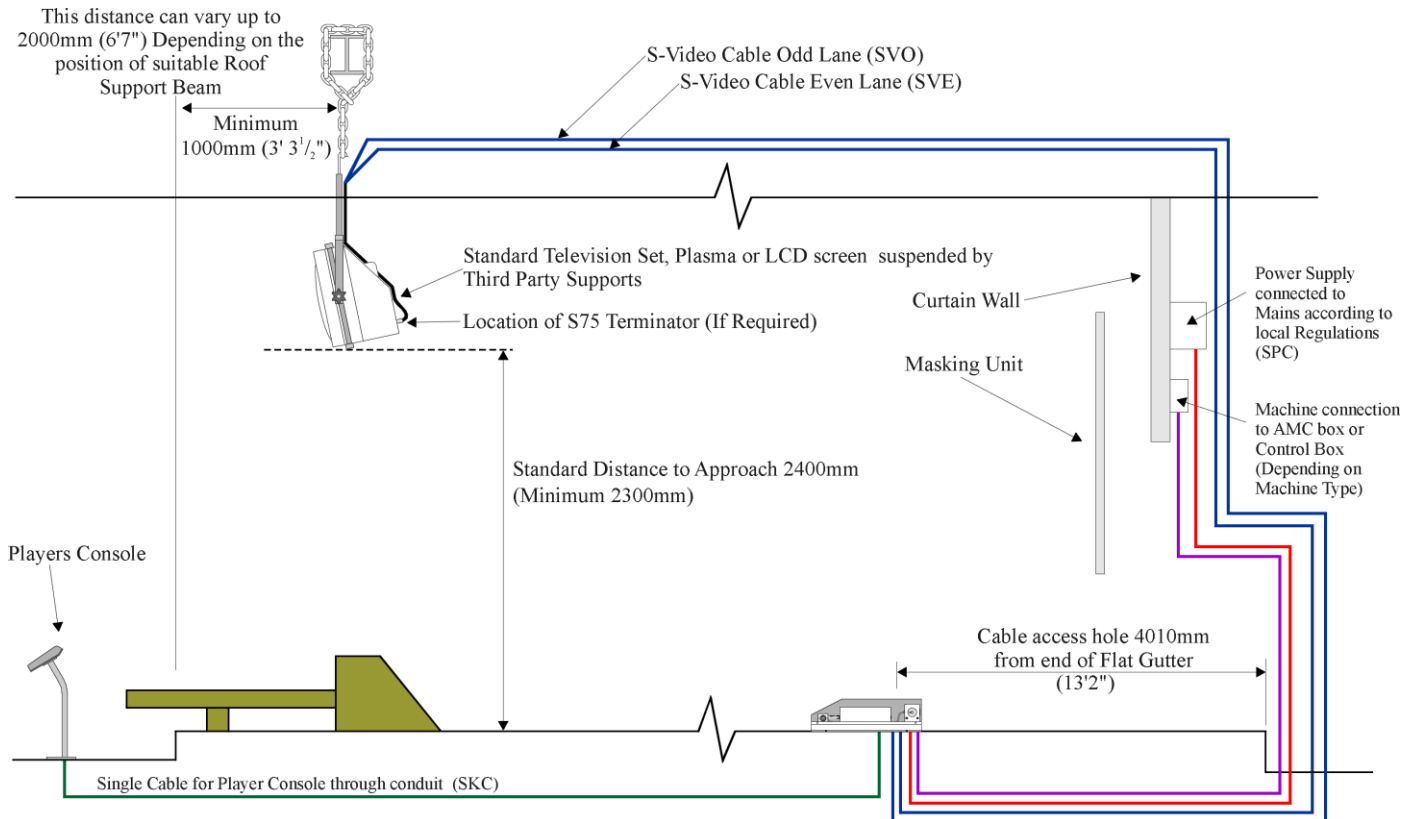 This distance can vary up to
2000mm (6'7") Depending on the
position of suitable Roof
Support Beam
Minimum
1000mm (3' 3 1/2")
S-Video Cable Odd Lane (SVO)
S-Video Cable Even Lane (SVE)
Standard Television Set, Plasma or LCD screen suspended by
Third Party Supports
Location of S75 Terminator (If Required)
Curtain Wall
Masking Unit
Power Supply
connected to
Mains according to
local Regulations
(SPC)
Machine connection
to AMC box or
Control Box
(Depending on
Machine Type)
Standard Distance to Approach 2400mm
(Minimum 2300mm)
Players Console
Cable access hole 4010mm
from end of Flat Gutter
(13'2")
Single Cable for Player Console through conduit (SKC)